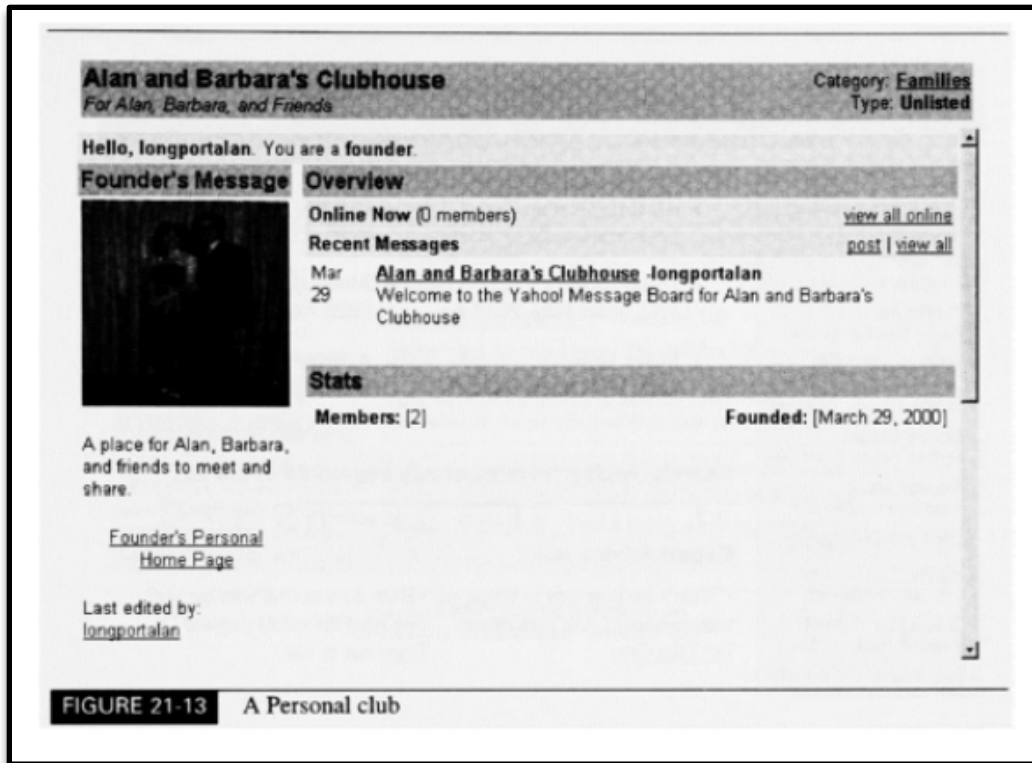 Alan and Barbara's Clubhouse
For Alan, Barbara, and Friends
Category: Families
Type: Unlisted
Hello, longportalan. You are a founder.
Founder's Message
A place for Alan, Barbara,
and friends to meet and
share.
Founder's Personal
Home Page
Last edited by:
longportalan
Overview
Online Now (0 members) view all online
Recent Messages post | view all
Mar Alan and Barbara's Clubhouse -longportalan
29 Welcome to the Yahoo! Message Board for Alan and Barbara's
Clubhouse
Stats
Members: [2] Founded: [March 29, 2000]
FIGURE 21-13 A Personal club